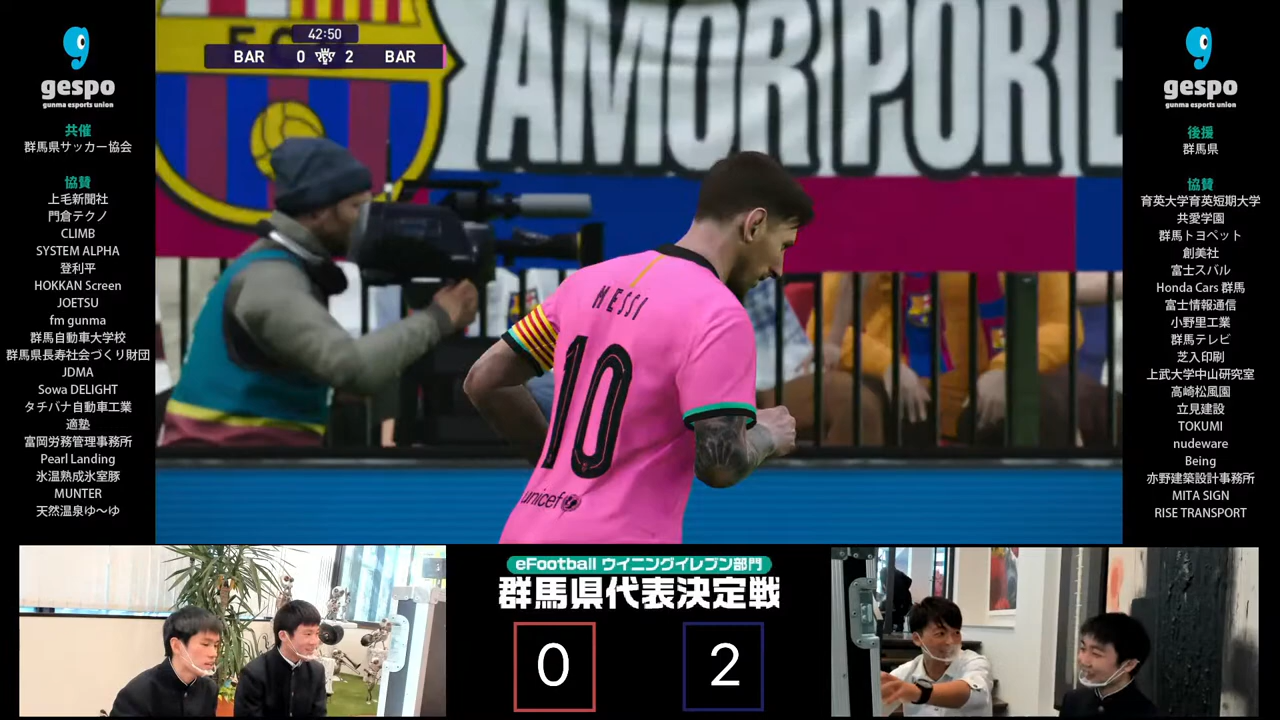 gespo
gunma esports union
共催
群馬県サッカー協会
協賛
上毛新聞社
門倉テクノ
CLIMB
SYSTEM ALPHA
登利平
HOKKAN Screen
JOETSU
fm gunma
群馬自動車大学校
群馬県長寿社会づくり財団
JDMA
Sowa DELIGHT
タチバナ自動車工業
適塾
富岡労務管理事務所
Pearl Landing
氷温熟成氷室豚
MUNTER
天然温泉ゆ〜ゆ
42:50
BAR 0 2 BAR
AMOR POR E
MESSI
10
unicef
gespo
gunma esports union
後援
群馬県
協賛
育英大学育英短期大学
共愛学園
群馬トヨペット
創美社
富士スバル
Honda Cars 群馬
富士情報通信
小野里工業
群馬テレビ
芝入印刷
上武大学中山研究室
高崎松風園
立見建設
TOKUMI
nudeware
Being
亦野建築設計事務所
MITA SIGN
RISE TRANSPORT
eFootball ウイニングイレブン部門
群馬県代表決定戦
0 2